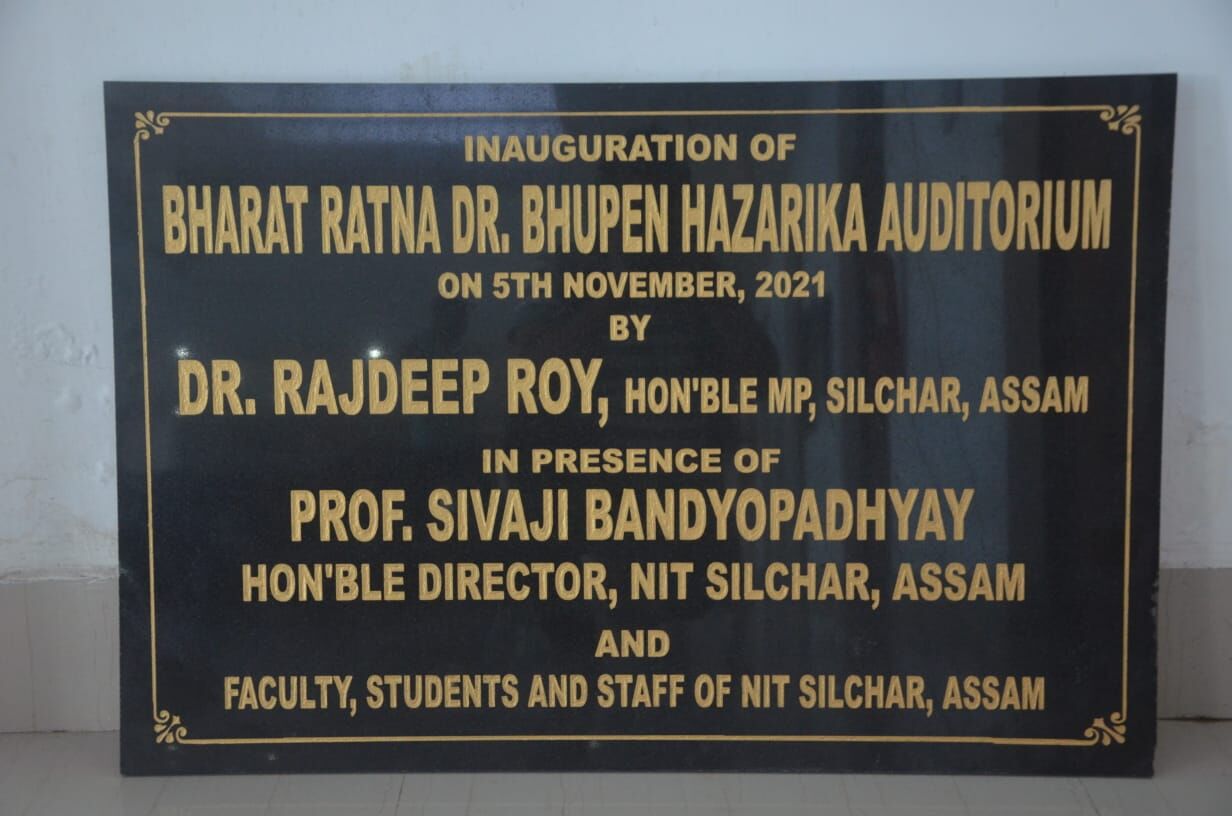 INAUGURATION OF
BHARAT RATNA DR. BHUPEN HAZARIKA AUDITORIUM
ON 5TH NOVEMBER, 2021
BY
DR. RAJDEEP ROY, HON'BLE MP, SILCHAR, ASSAM
IN PRESENCE OF
PROF. SIVAJI BANDYOPADHYAY
HON'BLE DIRECTOR, NIT SILCHAR, ASSAM
AND
FACULTY, STUDENTS AND STAFF OF NIT SILCHAR, ASSAM